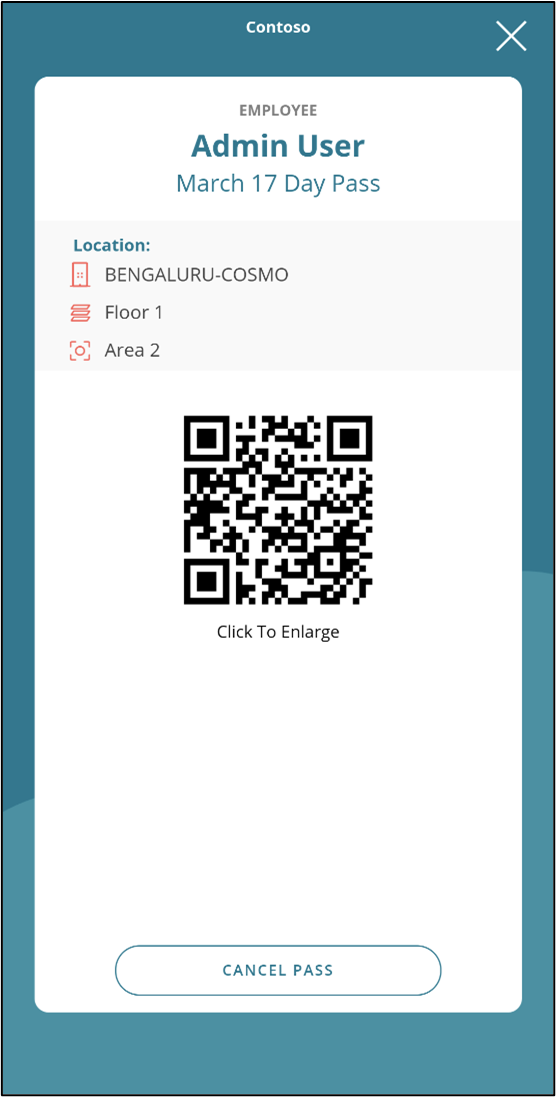 Contoso
EMPLOYEE
Admin User
March 17 Day Pass
Location:
BENGALURU-COSMO
Floor 1
Area 2
Click To Enlarge
CANCEL PASS